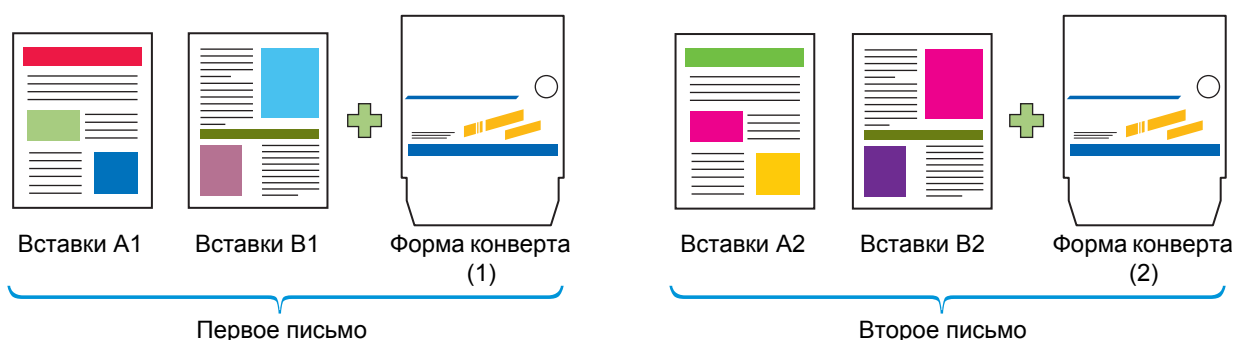 Вставки A1
Вставки B1
Форма конверта
(1)
Первое письмо
Вставки A2
Вставки B2
Форма конверта
(2)
Второе письмо